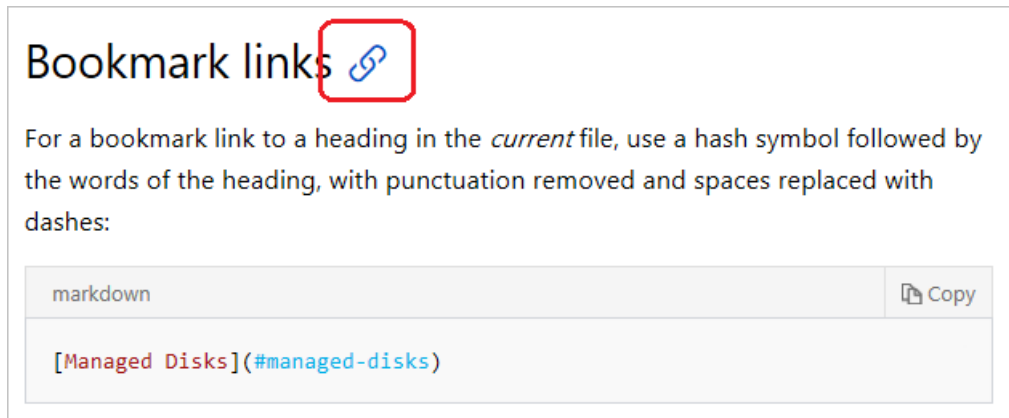 Bookmark links
For a bookmark link to a heading in the current file, use a hash symbol followed by
the words of the heading, with punctuation removed and spaces replaced with
dashes:
markdown
Copy
[Managed Disks](#managed-disks)